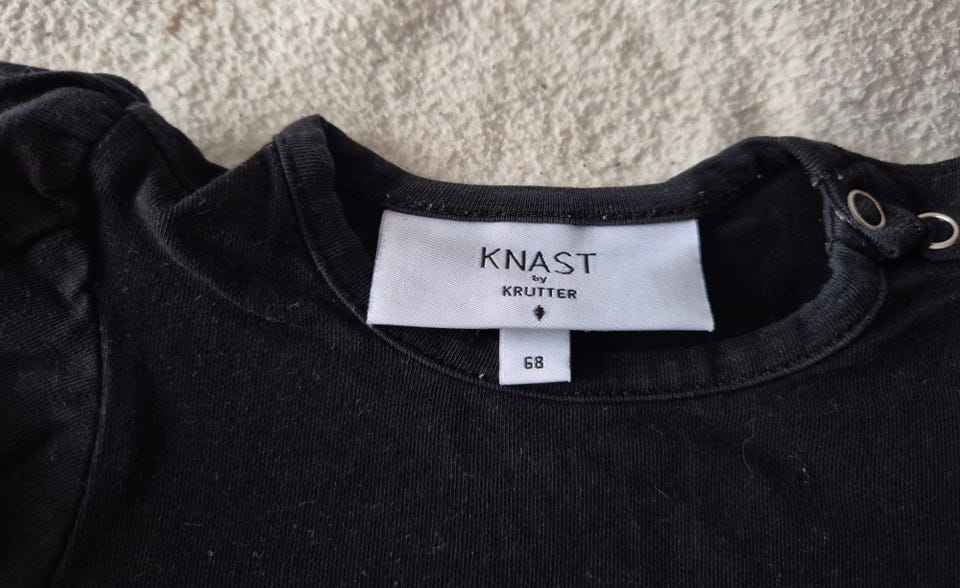 KNAST
by
KRUTTER
68